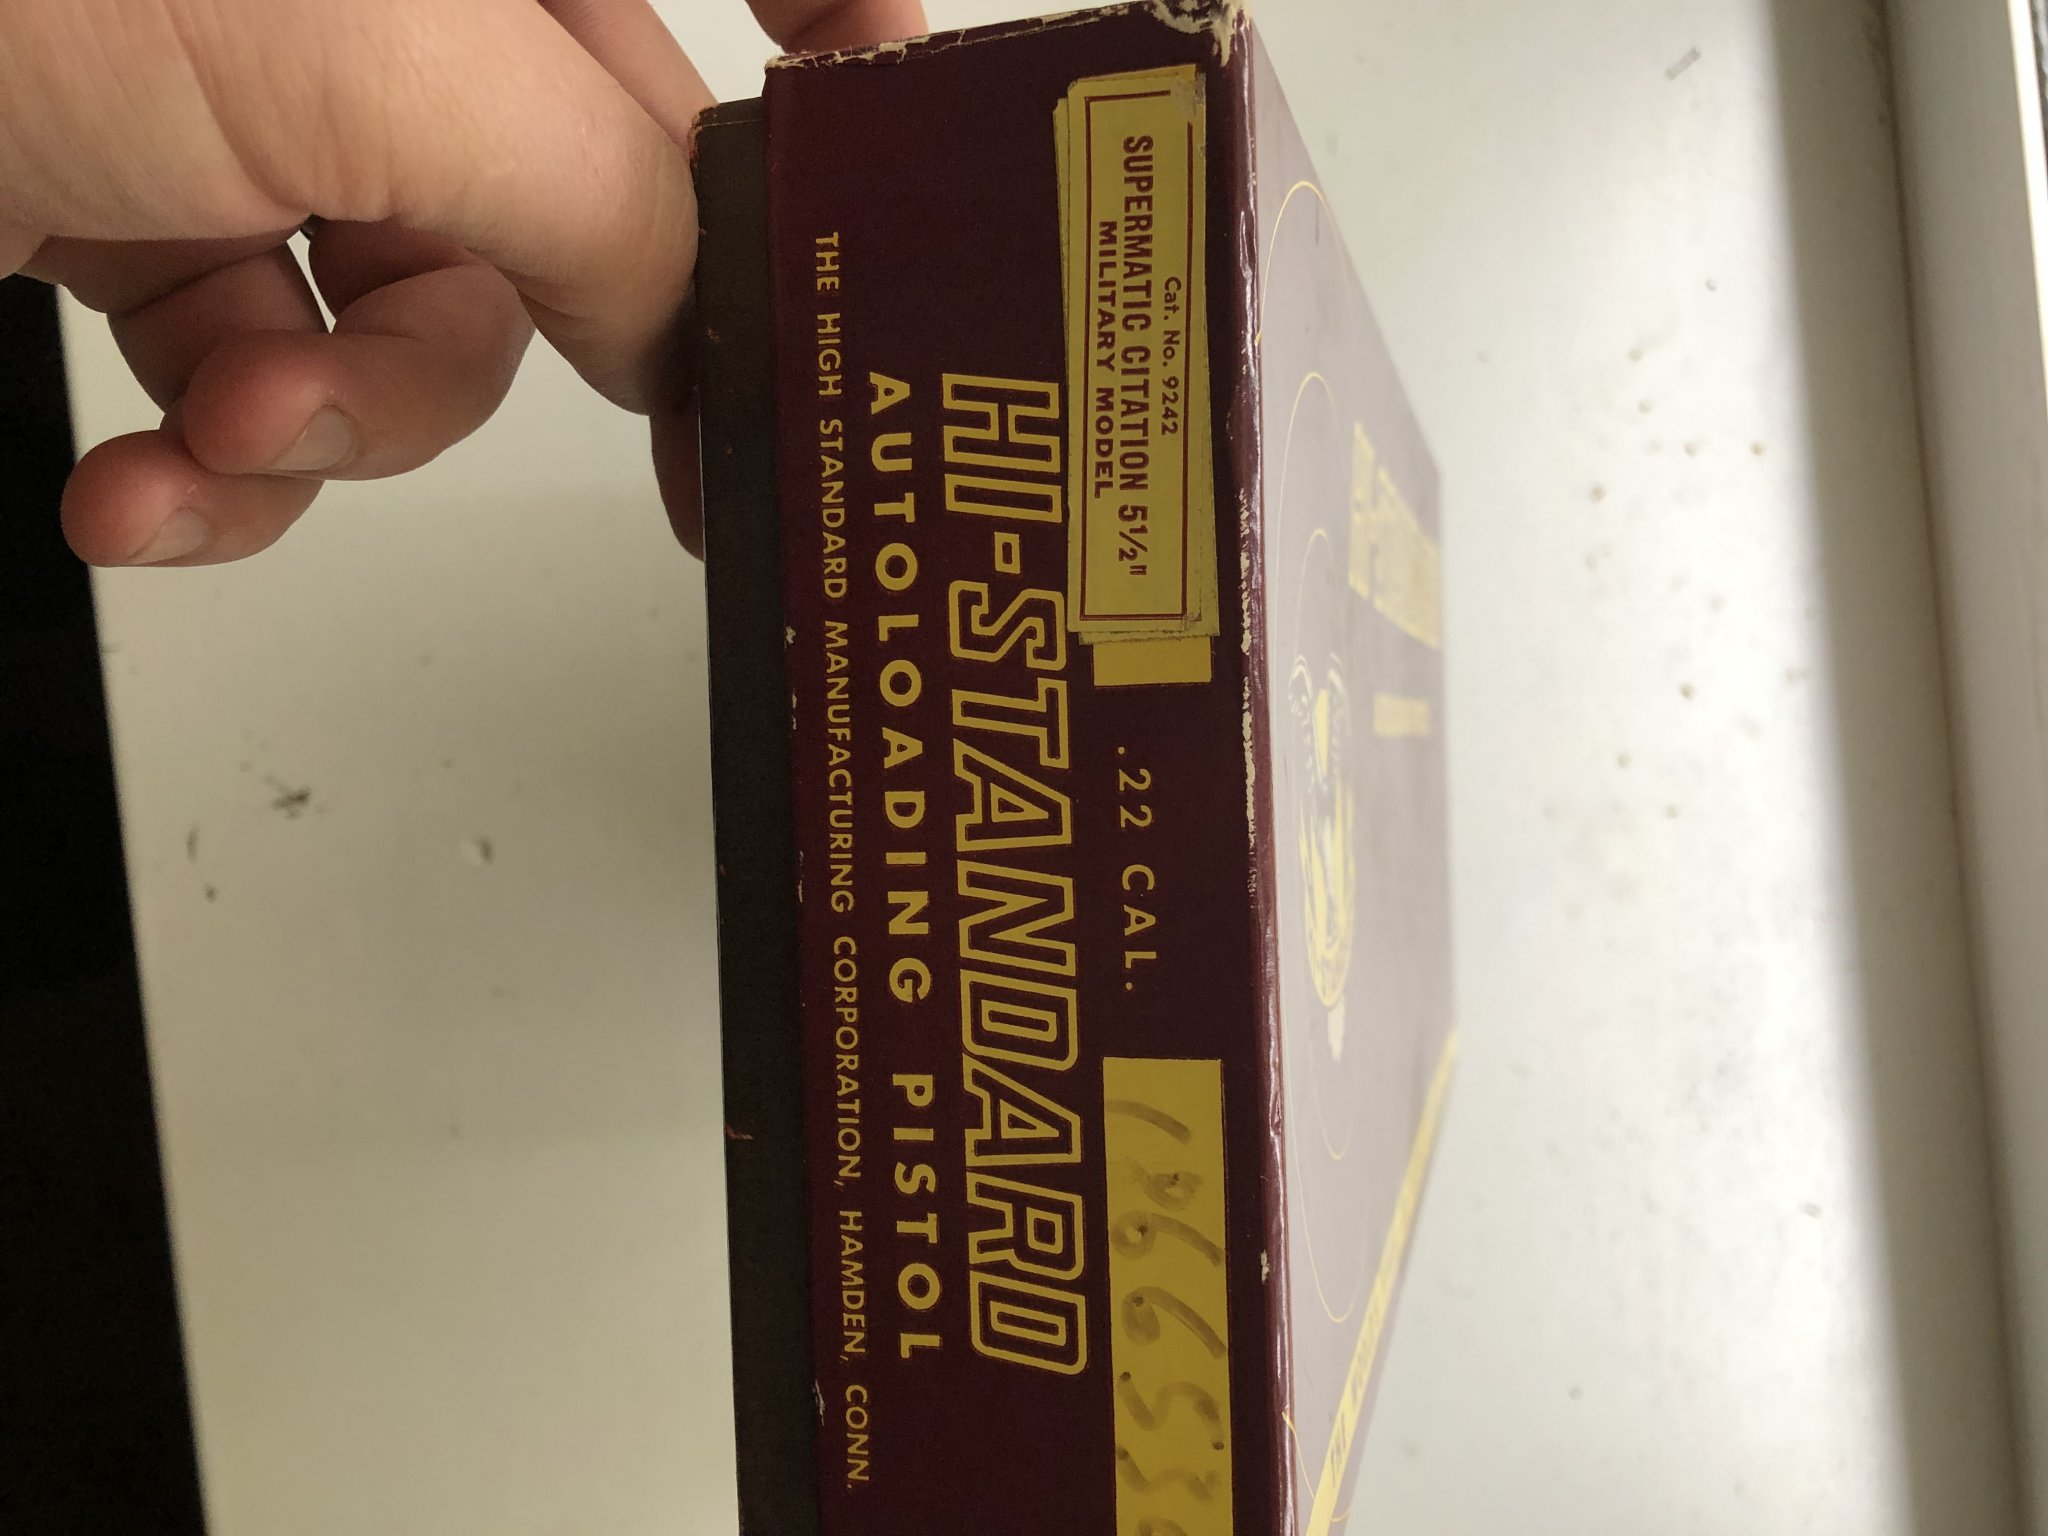 Cat. No. 9242
SUPERMATIC CITATION 5½"
MILITARY MODEL
.22 CAL.
HI-STANDARD
AUTOLOADING PISTOL
THE HIGH STANDARD MANUFACTURING CORPORATION, HAMDEN, CONN.